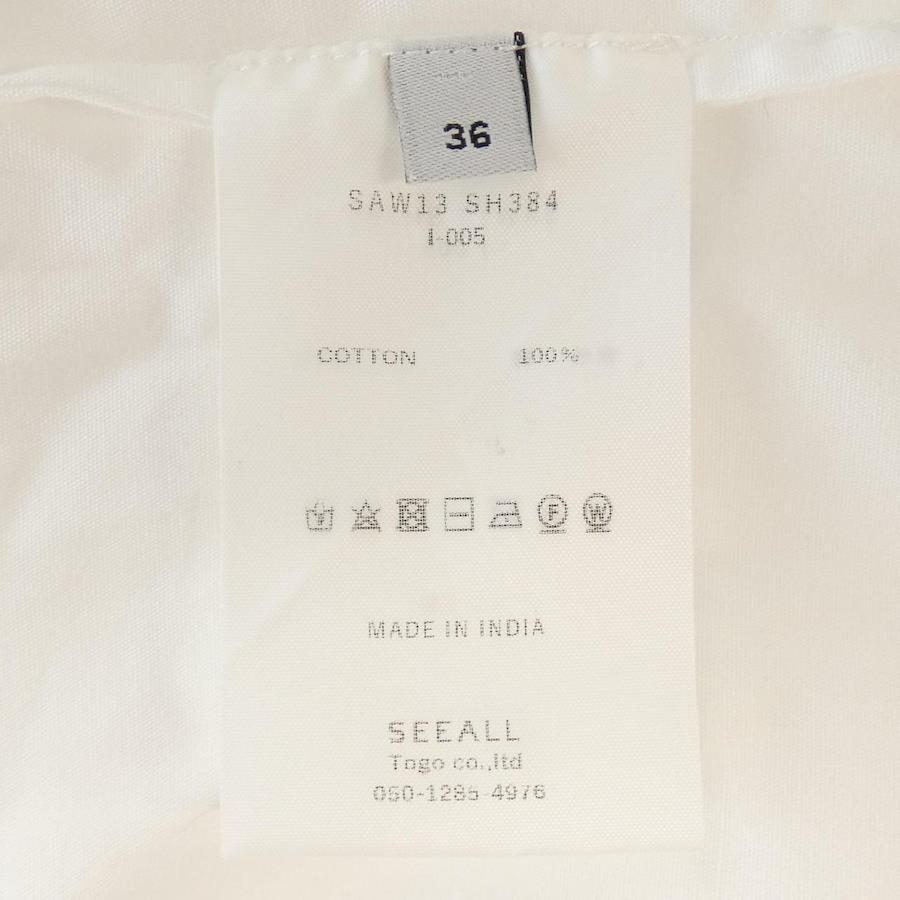 36
SAW13 SH384
I-005
COTTON 100%
F W
MADE IN INDIA
SEEALL
Togo co.,ltd
050-1285-4976